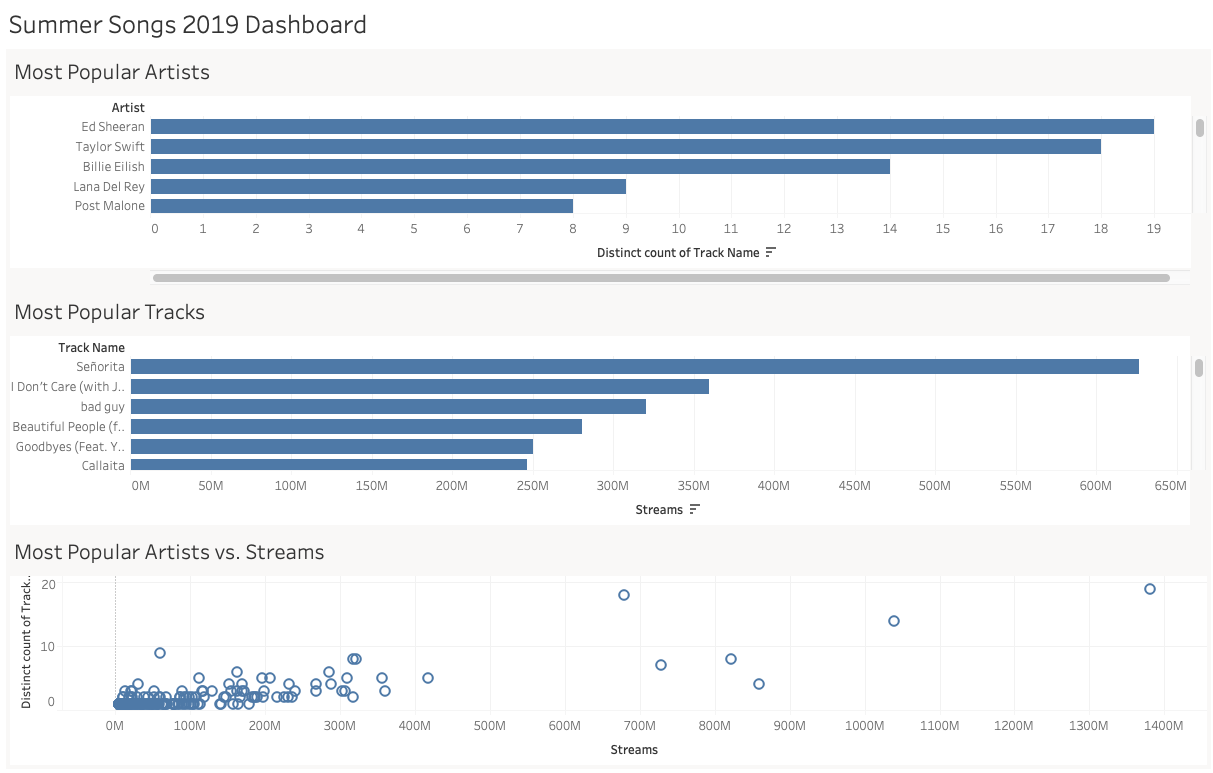 Summer Songs 2019 Dashboard
Most Popular Artists
Artist
Ed Sheeran
Taylor Swift
Billie Eilish
Lana Del Rey
Post Malone
0 1 2 3 4 5 6 7 8 9 10 11 12 13 14 15 16 17 18 19
Distinct count of Track Name
Most Popular Tracks
Track Name
Señorita
I Don't Care (with J..
bad guy
Beautiful People (f..
Goodbyes (Feat. Y..
Callaita
0M 50M 100M 150M 200M 250M 300M 350M 400M 450M 500M 550M 600M 650M
Streams
Most Popular Artists vs. Streams
Distinct count of Track..
20
10
0
0M 100M 200M 300M 400M 500M 600M 700M 800M 900M 1000M 1100M 1200M 1300M 1400M
Streams